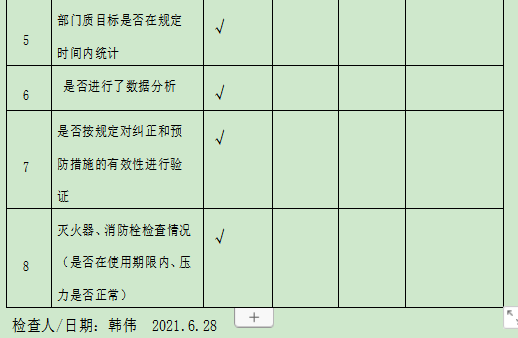 部门质目标是否在规定
5 √
时间内统计
6 是否进行了数据分析 √
是否按规定对纠正和预 √
7 防措施的有效性进行验
证
灭火器、消防栓检查情况 √
8 （是否在使用期限内、压
力是否正常）
检查人/日期：韩伟 2021.6.28